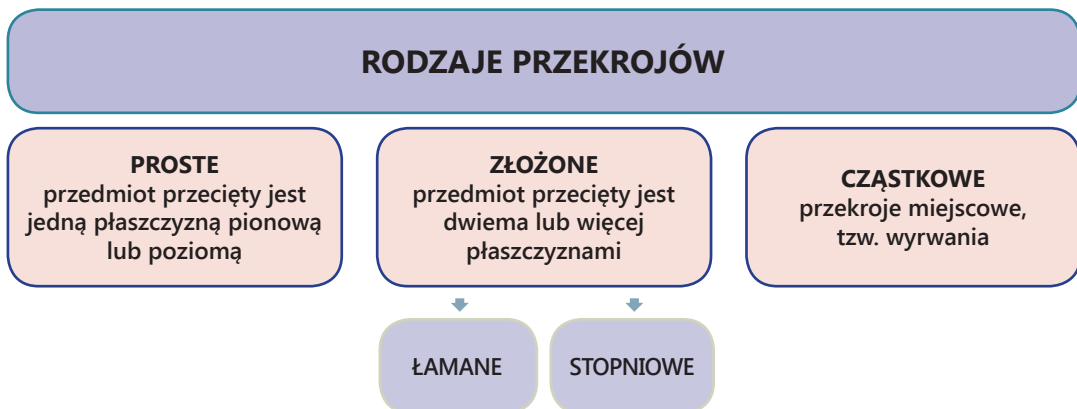 RODZAJE PRZEKROJÓW
PROSTE
przedmiot przecięty jest
jedną płaszczyzną pionową
lub poziomą
ZŁOŻONE
przedmiot przecięty jest
dwiema lub więcej
płaszczyznami
CZĄSTKOWE
przekroje miejscowe,
tzw. wyrwania
ŁAMANE
STOPNIOWE